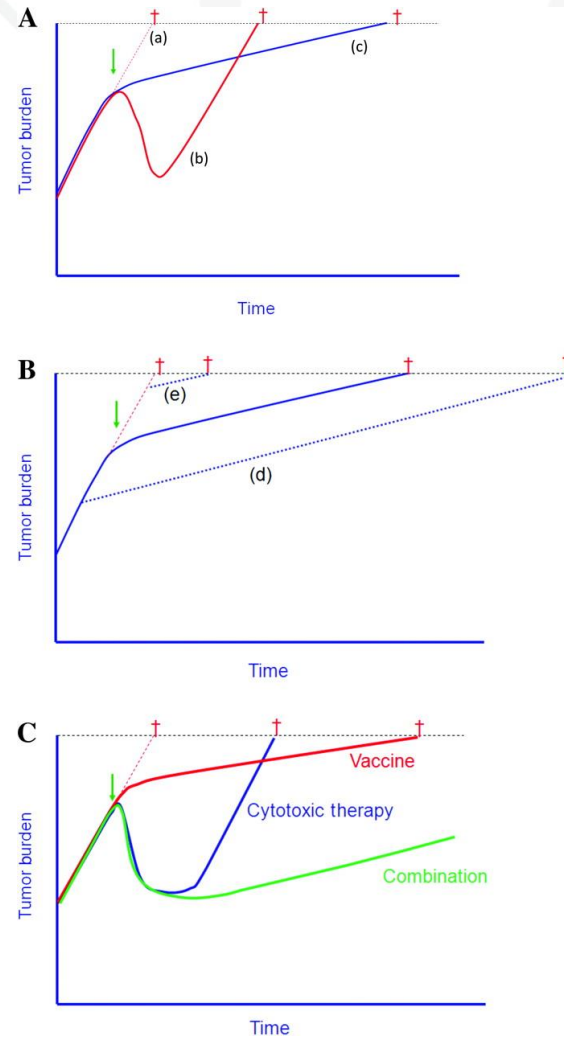 A
(a)
(c)
(b)
Tumor burden
Time
B
(e)
(d)
Tumor burden
Time
C
Vaccine
Cytotoxic therapy
Combination
Tumor burden
Time